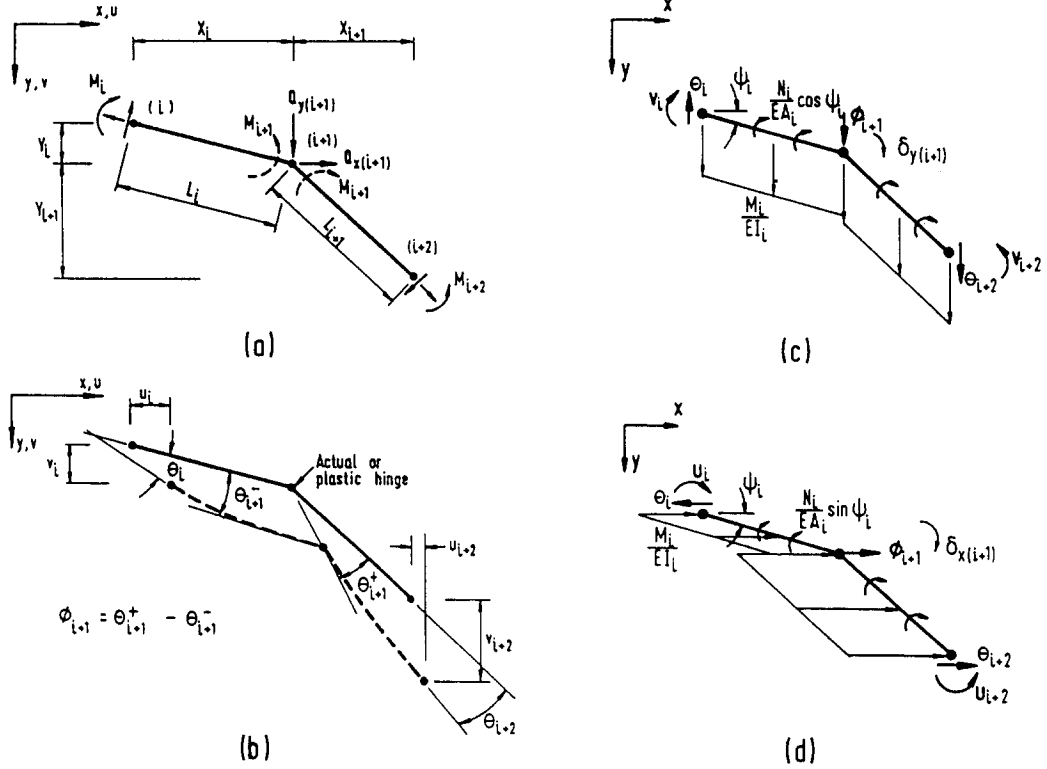 x,u
X_i X_{i+1}
y,v
M_i
(i)
Q_{y(i+1)}
M_{i+1}
(i+1)
Y_i
Q_{x(i+1)}
M_{i+1}
L_i
Y_{i+1}
L_{i+1}
(i+2)
M_{i+2}
(a)
x
y
V_i
θ_i
ψ_i
N_i/EA_i cos ψ_i
ϕ_{i+1}
δ_{y(i+1)}
M_i/EI_i
θ_{i+2}
V_{i+2}
(c)
x,u
u_i
y,v
v_i
θ_i
θ^-_{i+1}
Actual or
plastic hinge
u_{i+2}
θ^+_{i+1}
ϕ_{i+1} = θ^+_{i+1} - θ^-_{i+1}
v_{i+2}
θ_{i+2}
(b)
x
y
u_i
θ_i
ψ_i
N_i/EA_i sin ψ_i
M_i/EI_i
ϕ_{i+1}
δ_{x(i+1)}
θ_{i+2}
u_{i+2}
(d)